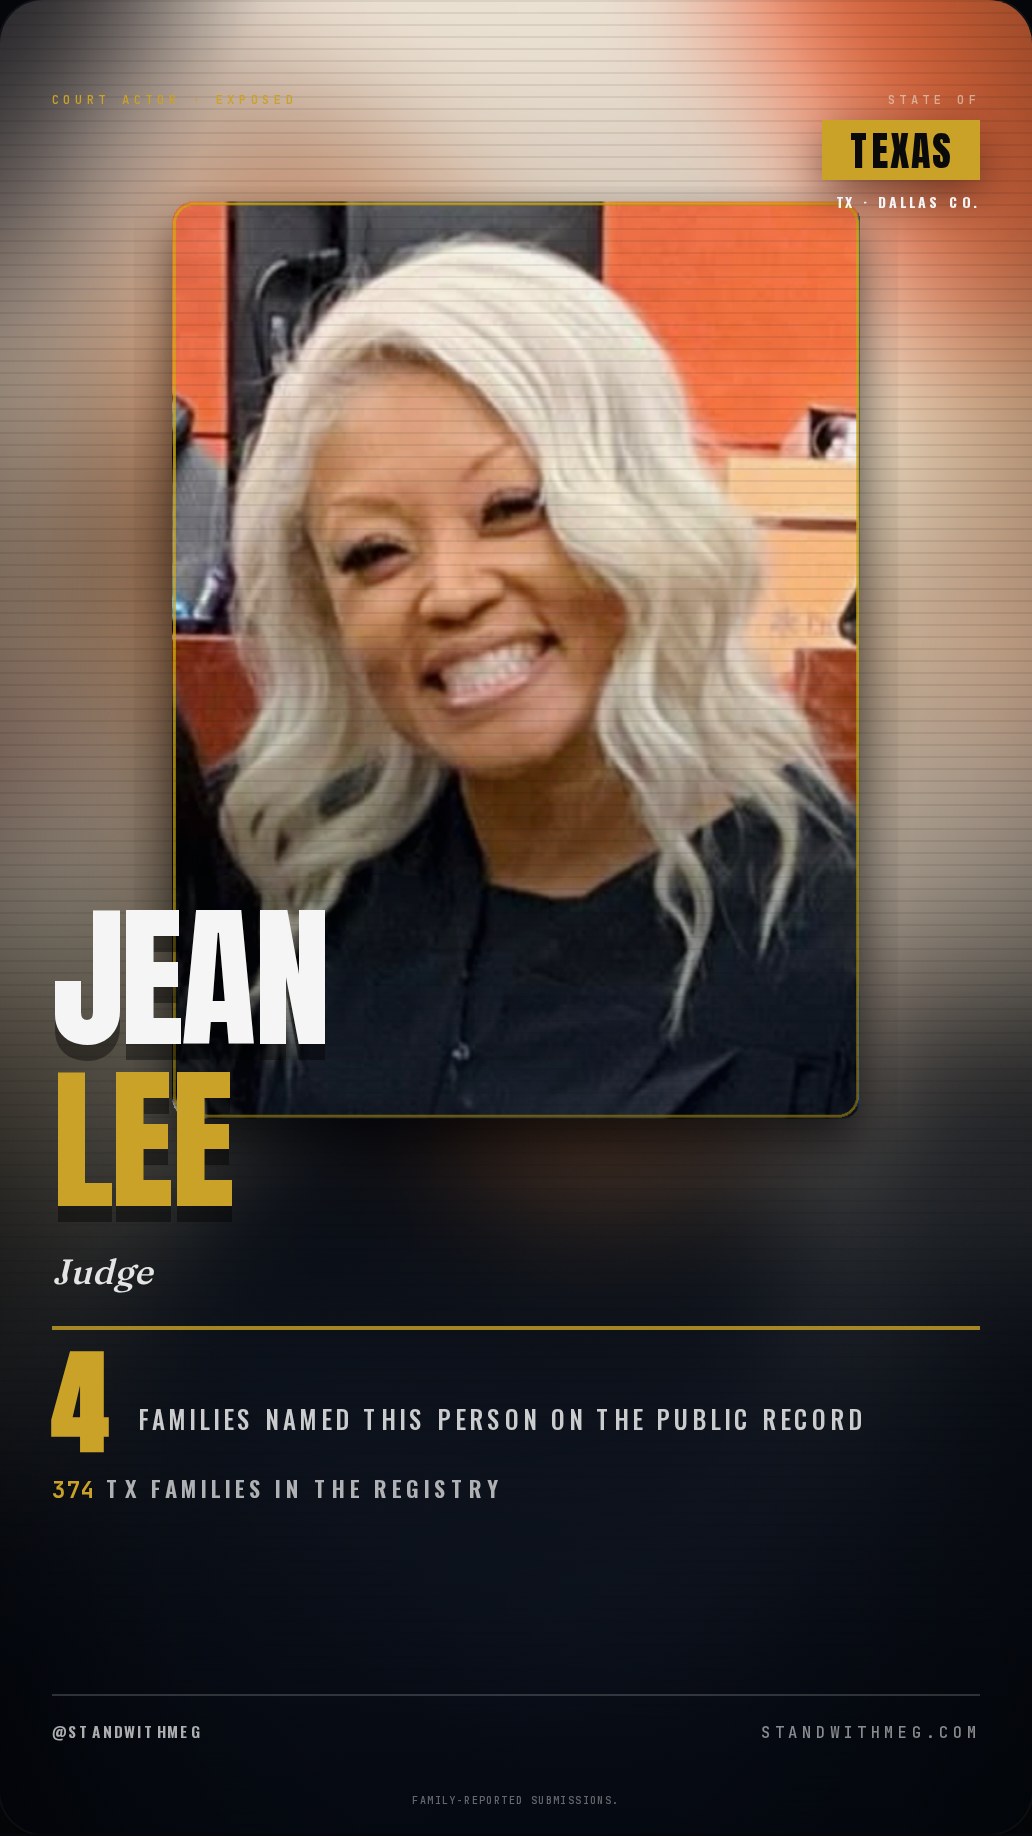 COURT ACTOR · EXPOSED
STATE OF
TEXAS
TX · DALLAS CO.
JEAN
LEE
Judge
4 FAMILIES NAMED THIS PERSON ON THE PUBLIC RECORD
374 TX FAMILIES IN THE REGISTRY
@STANDWITHMEG
STANDWITHMEG.COM
FAMILY-REPORTED SUBMISSIONS.